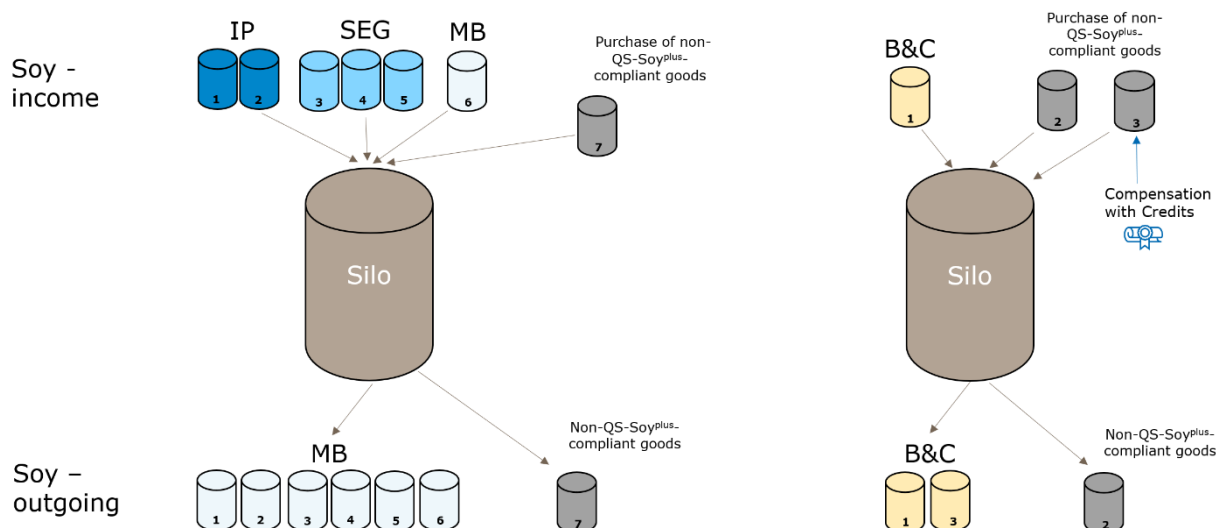 IP
SEG
MB
Purchase of non-
QS-Soyplus-
compliant goods
Soy -
income
1
2
3
4
5
6
7
Silo
MB
Non-QS-Soyplus-
compliant goods
Soy –
outgoing
1
2
3
4
5
6
7
B&C
Purchase of non-
QS-Soyplus-
compliant goods
1
2
3
Compensation
with Credits
Silo
B&C
Non-QS-Soyplus-
compliant goods
1
3
2